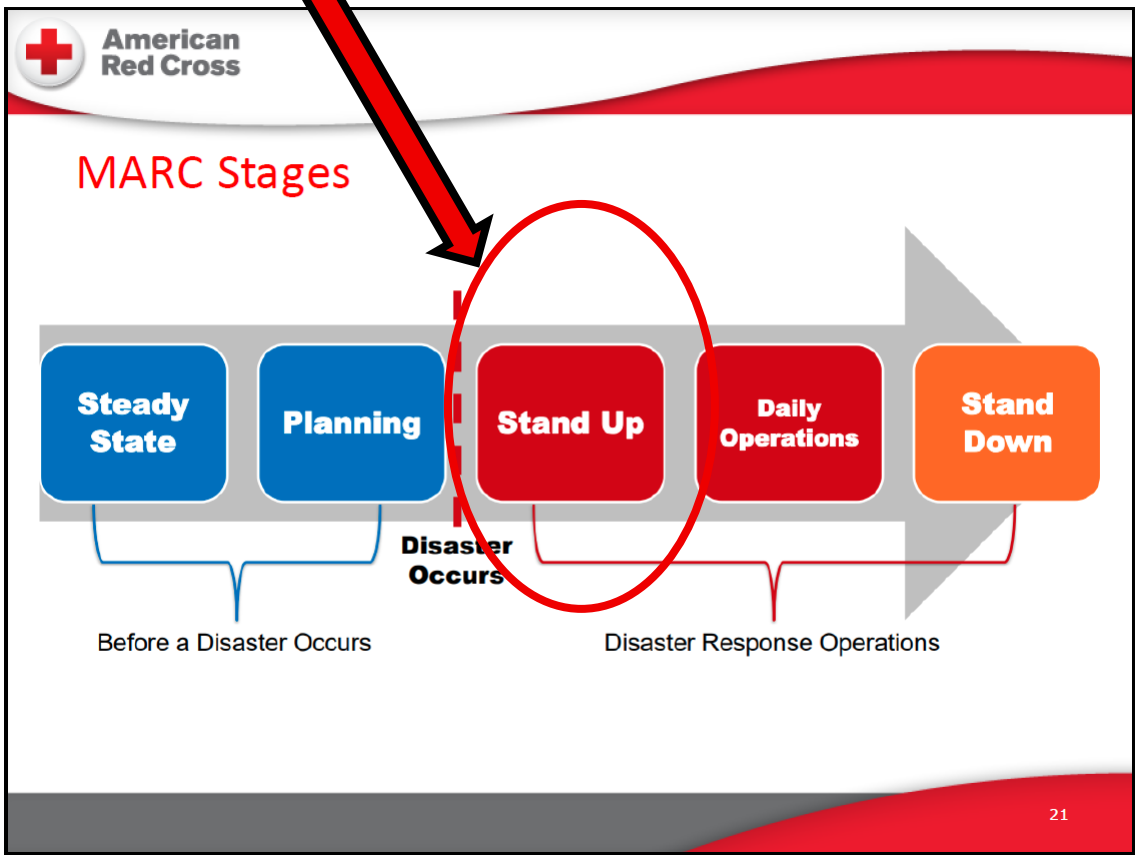 American
Red Cross
MARC Stages
Steady
State
Planning
Stand Up
Daily
Operations
Stand
Down
Disaster
Occurs
Before a Disaster Occurs
Disaster Response Operations
21